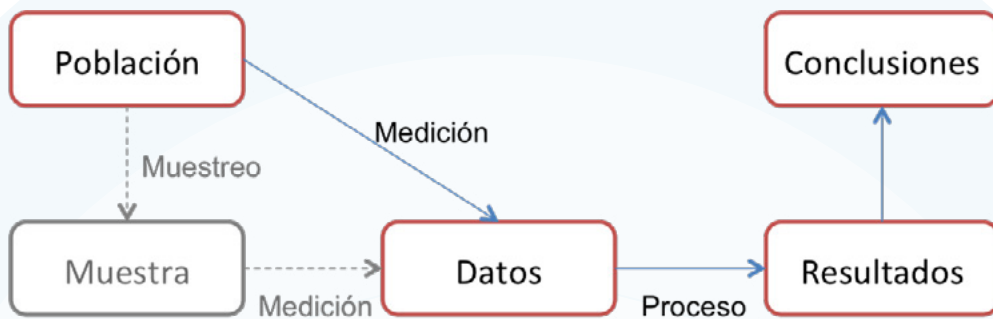 Población
Conclusiones
Medición
Muestreo
Muestra
Datos
Resultados
Medición
Proceso